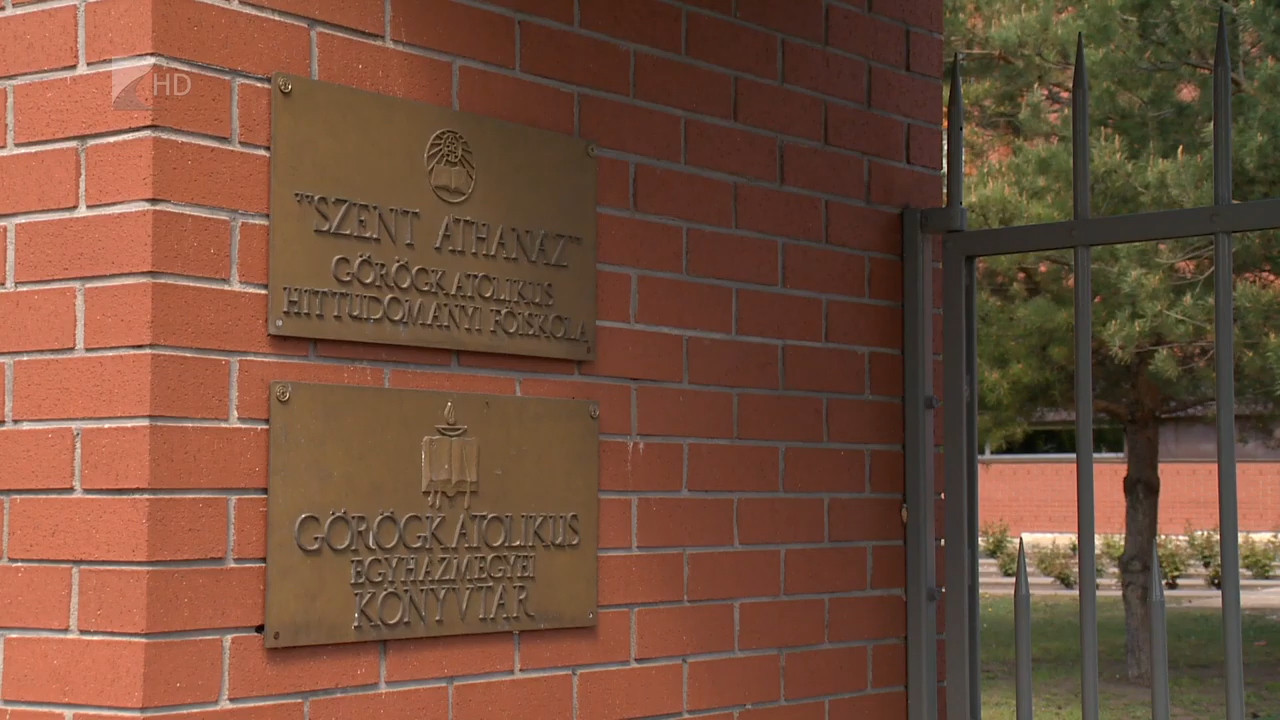 HD
"SZENT ATHANÁZ"
GÖRÖGKATOLIKUS
HITTUDOMÁNYI FŐISKOLA
GÖRÖGKATOLIKUS
EGYHÁZMEGYEI
KÖNYVTÁR